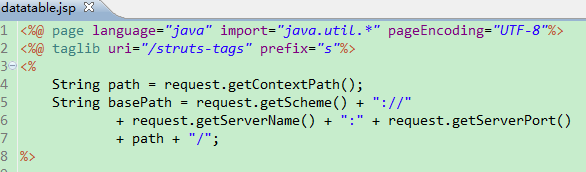 datatable.jsp
1 <%@ page language="java" import="java.util.*" pageEncoding="UTF-8"%>
2 <%@ taglib uri="/struts-tags" prefix="s"%>
3 <%
4 String path = request.getContextPath();
5 String basePath = request.getScheme() + "://"
6 + request.getServerName() + ":" + request.getServerPort()
7 + path + "/";
8 %>